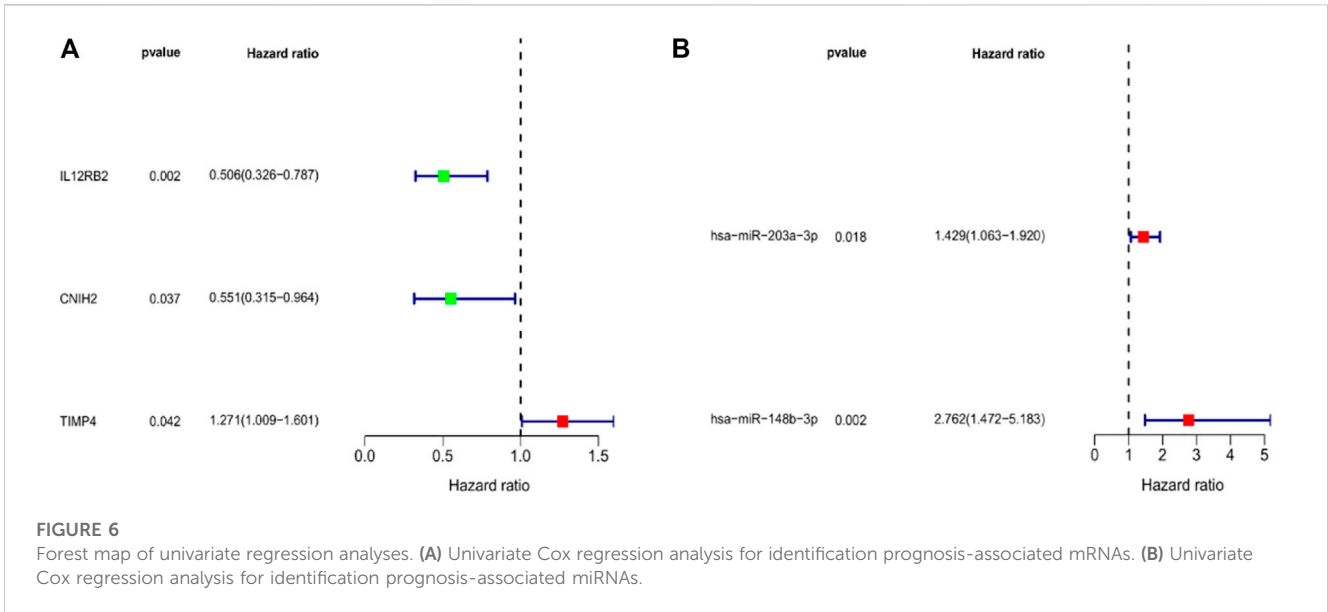 A
pvalue Hazard ratio
IL12RB2 0.002 0.506(0.326−0.787)
CNIH2 0.037 0.551(0.315−0.964)
TIMP4 0.042 1.271(1.009−1.601)
0.0 0.5 1.0 1.5
Hazard ratio
B
pvalue Hazard ratio
hsa−miR−203a−3p 0.018 1.429(1.063−1.920)
hsa−miR−148b−3p 0.002 2.762(1.472−5.183)
0 1 2 3 4 5
Hazard ratio
FIGURE 6
Forest map of univariate regression analyses. (A) Univariate Cox regression analysis for identification prognosis-associated mRNAs. (B) Univariate
Cox regression analysis for identification prognosis-associated miRNAs.